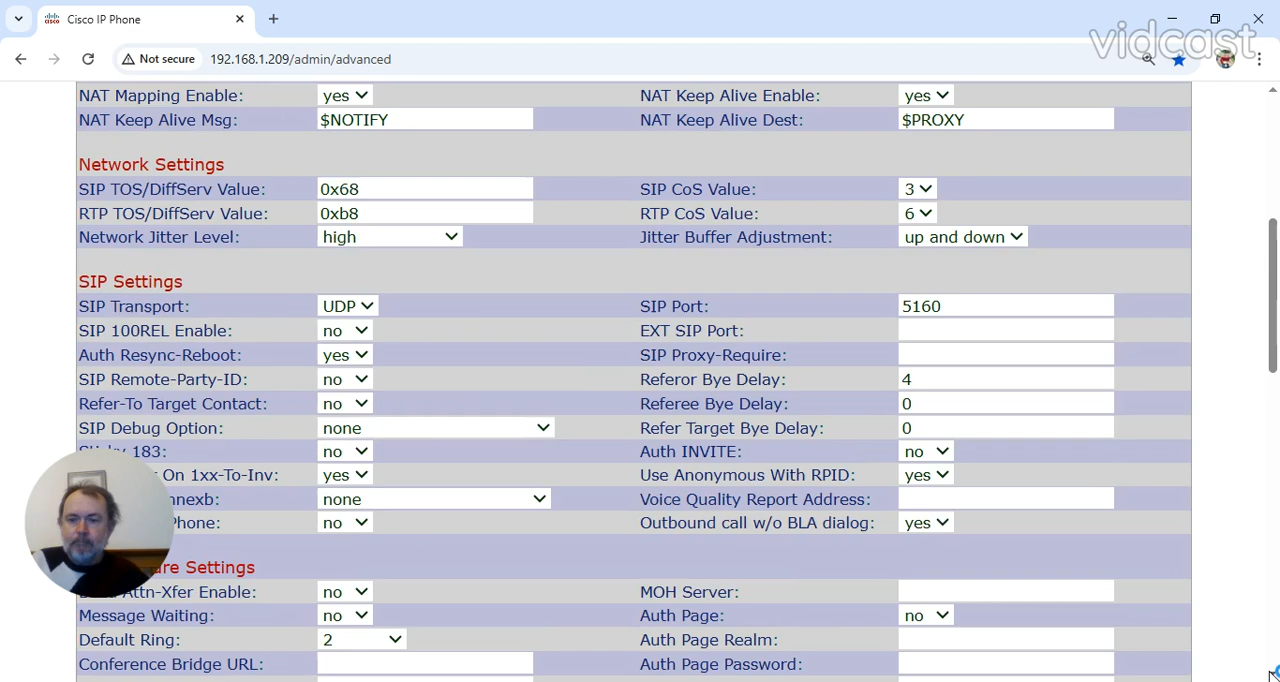 Cisco IP Phone
vidcast
Not secure 192.168.1.209/admin/advanced
NAT Mapping Enable: yes NAT Keep Alive Enable: yes
NAT Keep Alive Msg: $NOTIFY NAT Keep Alive Dest: $PROXY
Network Settings
SIP TOS/DiffServ Value: 0x68 SIP CoS Value: 3
RTP TOS/DiffServ Value: 0xb8 RTP CoS Value: 6
Network Jitter Level: high Jitter Buffer Adjustment: up and down
SIP Settings
SIP Transport: UDP SIP Port: 5160
SIP 100REL Enable: no EXT SIP Port:
Auth Resync-Reboot: yes SIP Proxy-Require:
SIP Remote-Party-ID: no Referor Bye Delay: 4
Refer-To Target Contact: no Referee Bye Delay: 0
SIP Debug Option: none Refer Target Bye Delay: 0
183: no Auth INVITE: no
On 1xx-To-Inv: yes Use Anonymous With RPID: yes
none Voice Quality Report Address:
no Outbound call w/o BLA dialog: yes
Settings
Attn-Xfer Enable: no MOH Server:
Message Waiting: no Auth Page: no
Default Ring: 2 Auth Page Realm:
Conference Bridge URL: Auth Page Password: